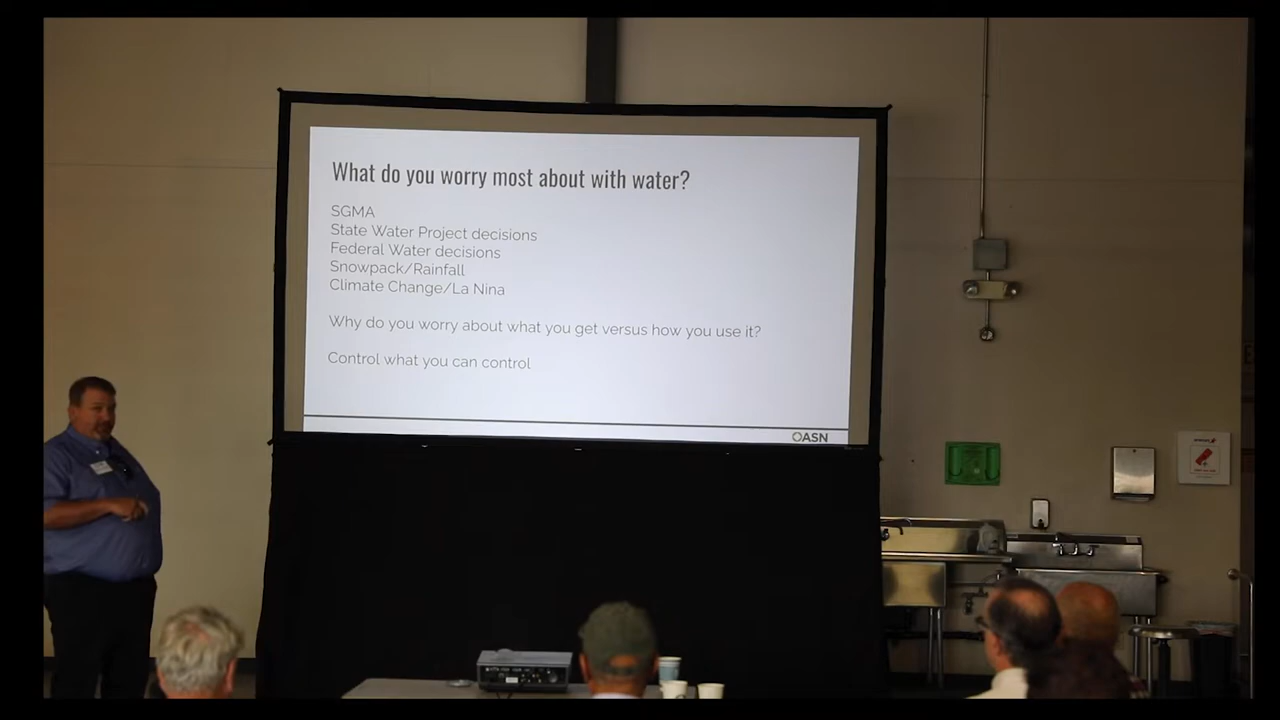 What do you worry most about with water?
SGMA
State Water Project decisions
Federal Water decisions
Snowpack/Rainfall
Climate Change/La Nina
Why do you worry about what you get versus how you use it?
Control what you can control
OASN